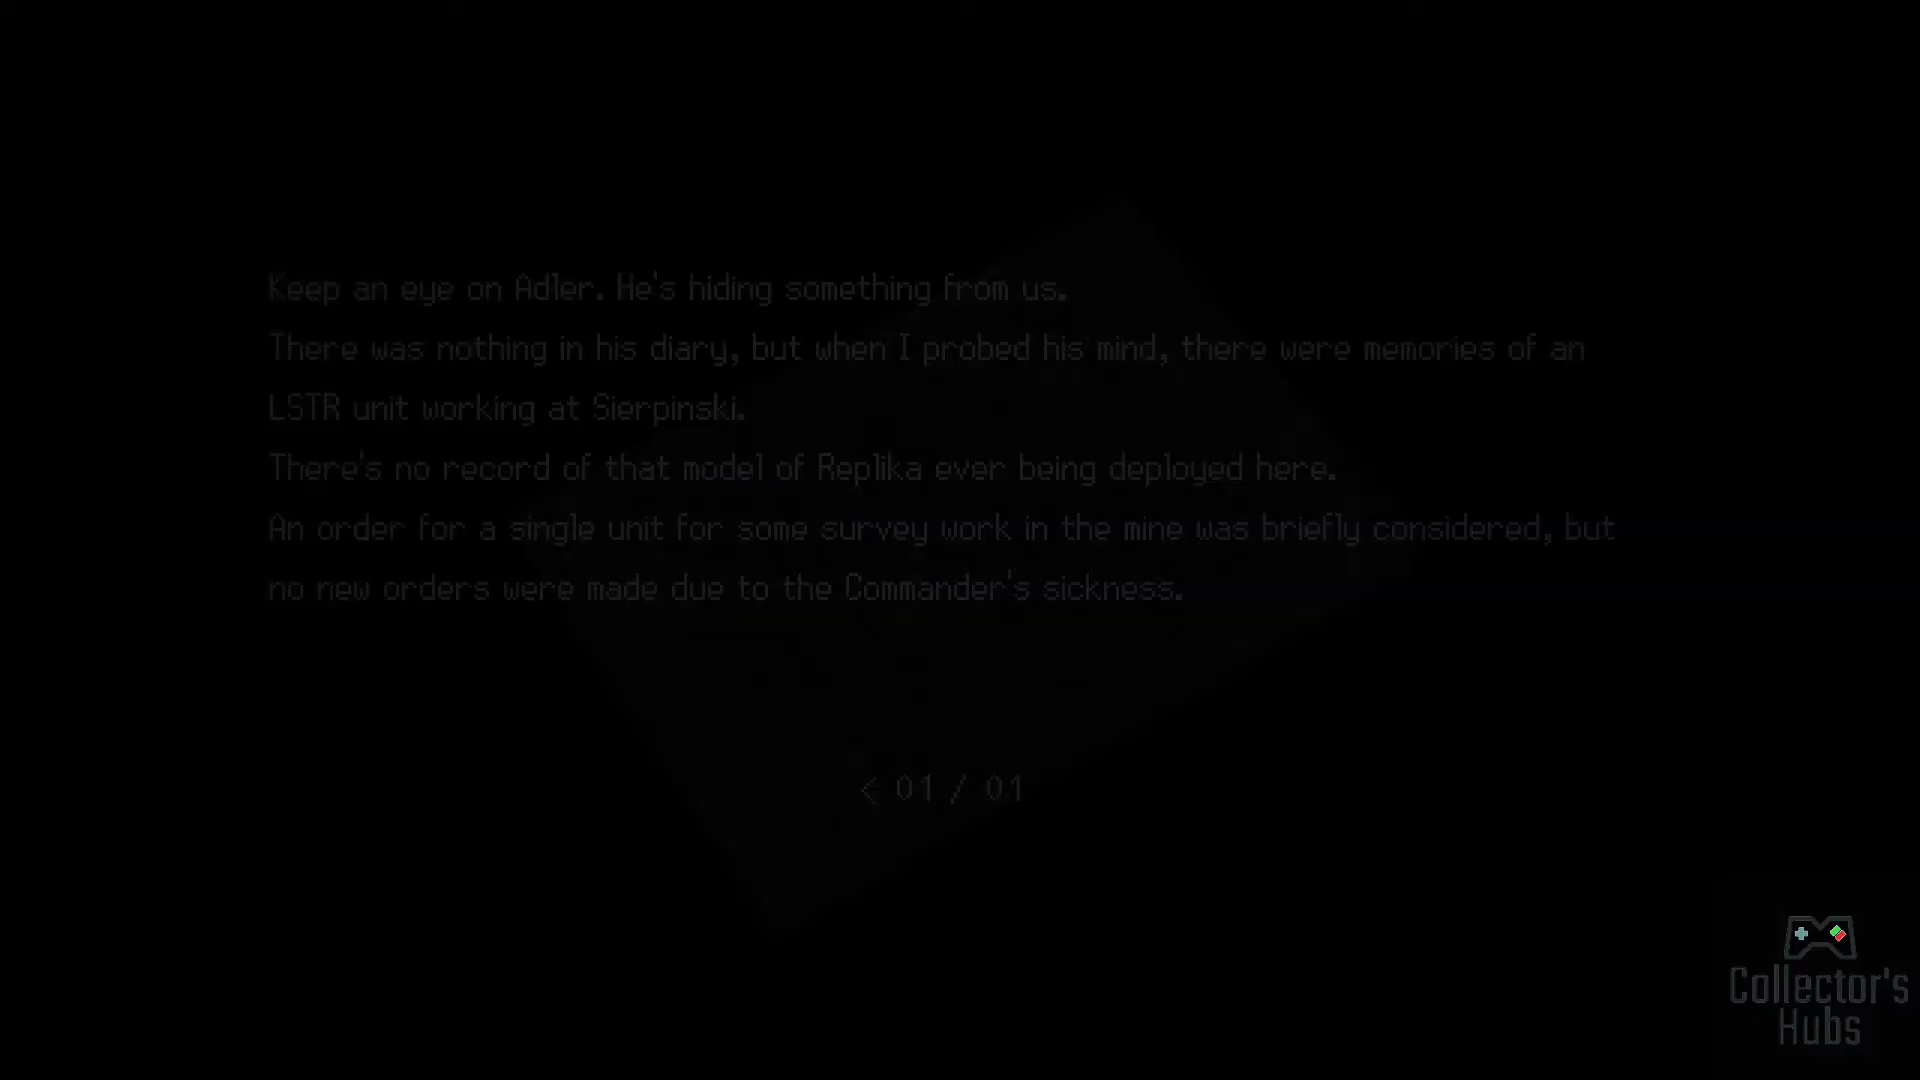 Keep an eye on Adler. He's hiding something from us.
There was nothing in his diary, but when I probed his mind, there were memories of an
LSTR unit working at Sierpinski.
There's no record of that model of Replika ever being deployed here.
An order for a single unit for some survey work in the mine was briefly considered, but
no new orders were made due to the Commander's sickness.
< 01 / 01
Collector's
Hubs